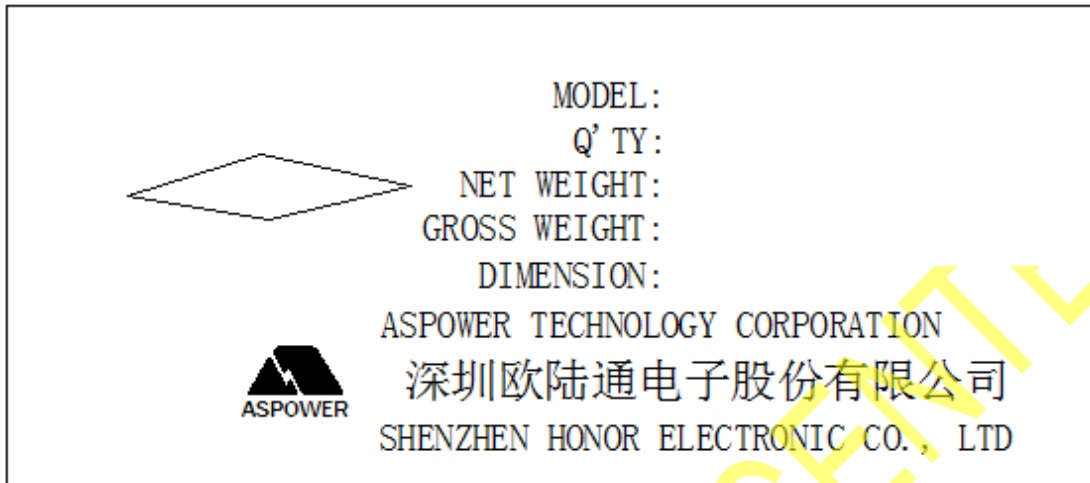 MODEL:
Q'TY:
NET WEIGHT:
GROSS WEIGHT:
DIMENSION:
ASPOWER TECHNOLOGY CORPORATION
深圳欧陆通电子股份有限公司
ASPOWER
SHENZHEN HONOR ELECTRONIC CO., LTD